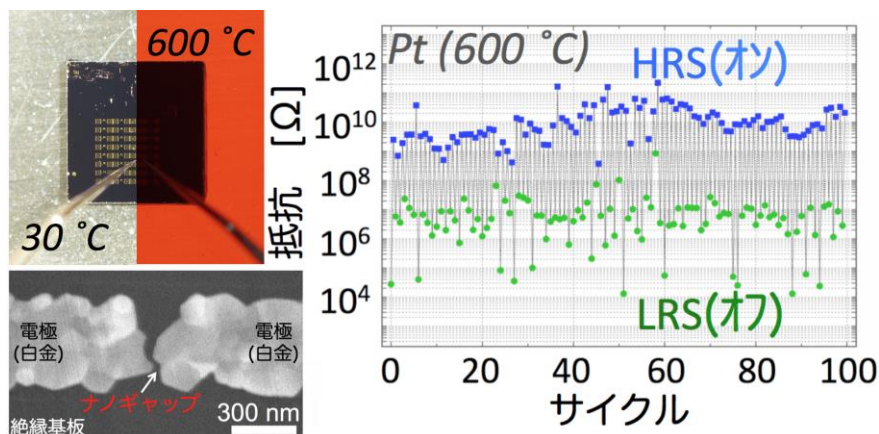 600 ℃
30 ℃
電極
(白金)
電極
(白金)
ナノギャップ
300 nm
絶縁基板
Pt (600 ℃)
HRS(オン)
LRS(オフ)
抵抗 [Ω]
10¹²
10¹⁰
10⁸
10⁶
10⁴
0 20 40 60 80 100
サイクル